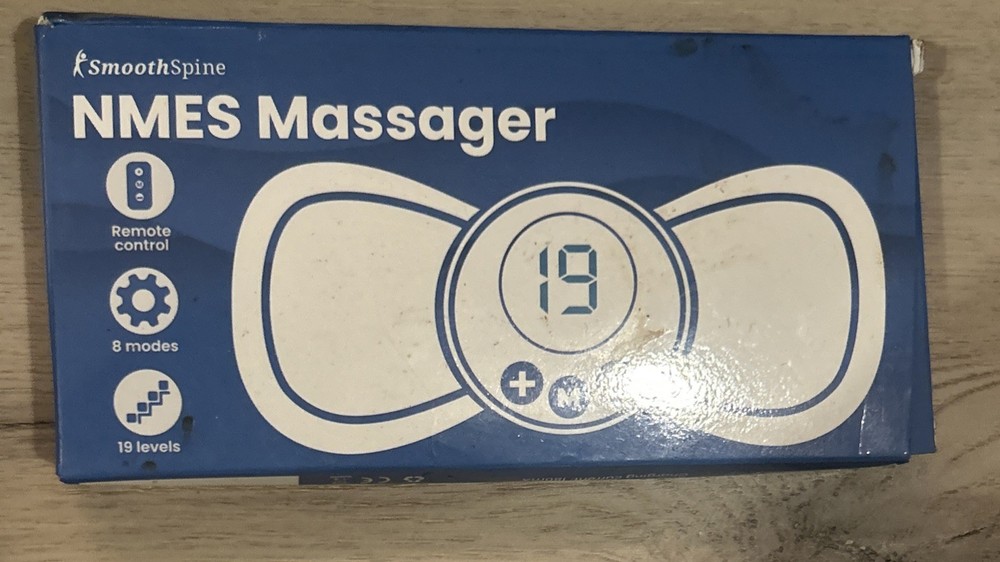 SmoothSpine
NMES Massager
Remote
control
8 modes
19 levels
19
+ M